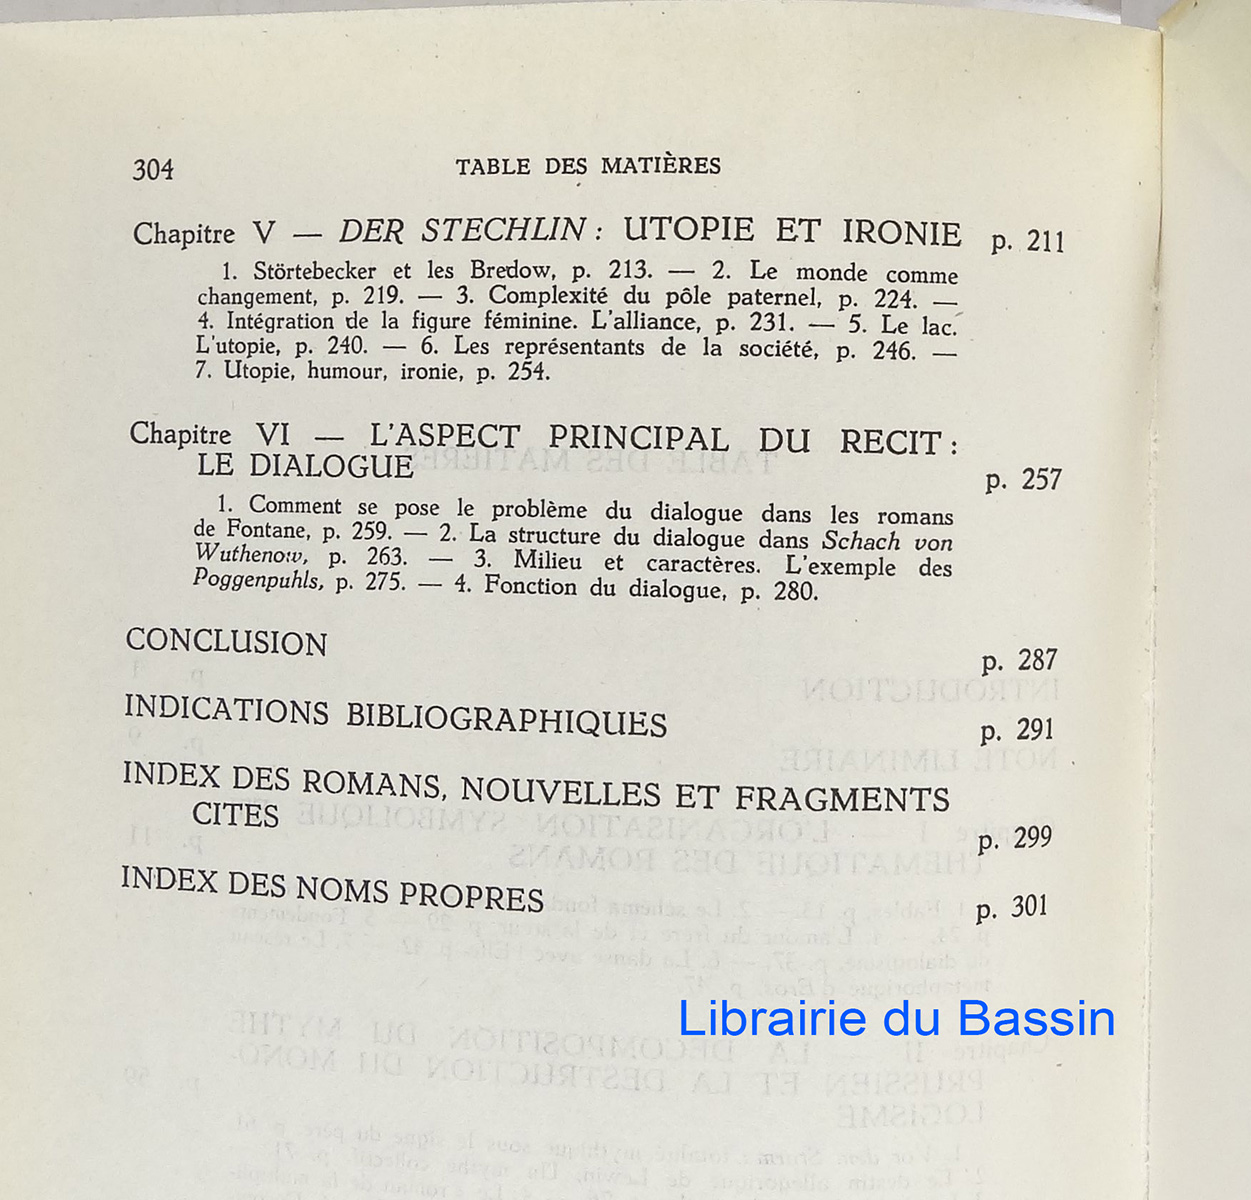 304 TABLE DES MATIÈRES
Chapitre V — DER STECHLIN : UTOPIE ET IRONIE p. 211
1. Störtebecker et les Bredow, p. 213. — 2. Le monde comme
changement, p. 219. — 3. Complexité du pôle paternel, p. 224. —
4. Intégration de la figure féminine. L'alliance, p. 231. — 5. Le lac.
L'utopie, p. 240. — 6. Les représentants de la société, p. 246. —
7. Utopie, humour, ironie, p. 254.
Chapitre VI — L'ASPECT PRINCIPAL DU RECIT :
LE DIALOGUE p. 257
1. Comment se pose le problème du dialogue dans les romans
de Fontane, p. 259. — 2. La structure du dialogue dans Schach von
Wuthenow, p. 263. — 3. Milieu et caractères. L'exemple des
Poggenpuhls, p. 275. — 4. Fonction du dialogue, p. 280.
CONCLUSION p. 287
INDICATIONS BIBLIOGRAPHIQUES p. 291
INDEX DES ROMANS, NOUVELLES ET FRAGMENTS
CITES p. 299
INDEX DES NOMS PROPRES p. 301
Librairie du Bassin